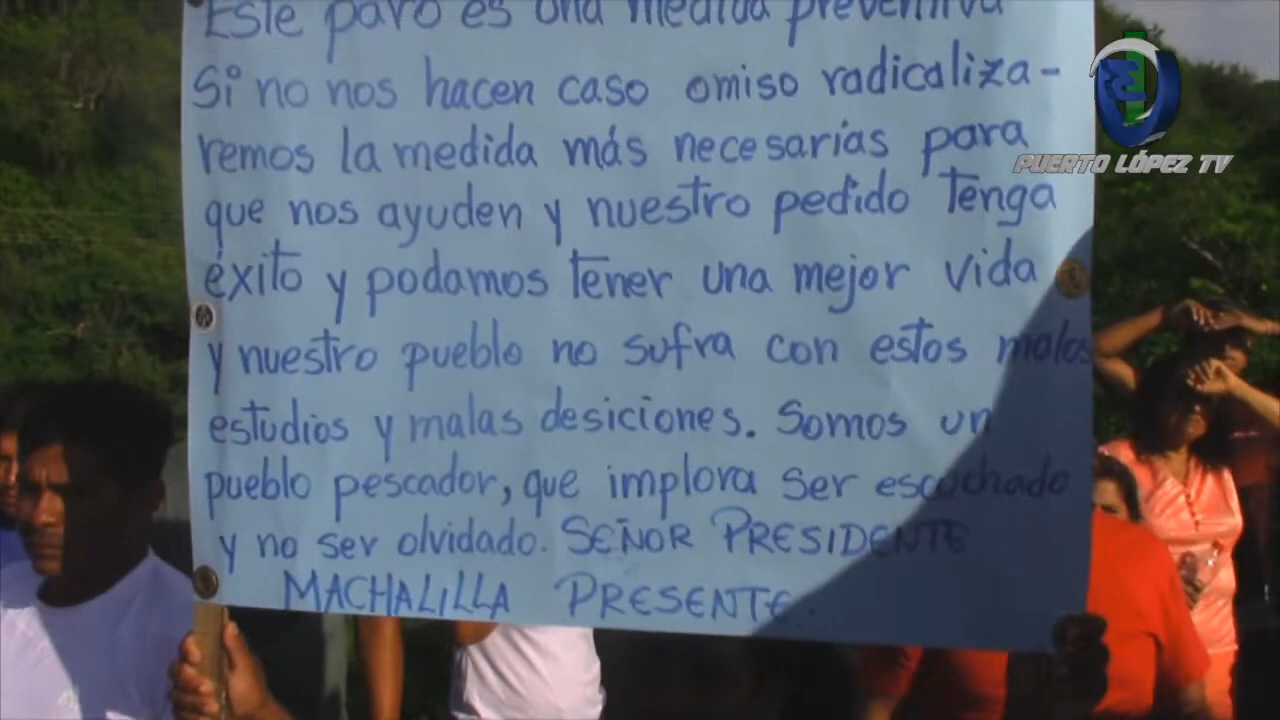 Este paro es una medida preventiva
Si no nos hacen caso omiso radicaliza-
remos la medida más necesarias para
que nos ayuden y nuestro pedido tenga
éxito y podamos tener una mejor vida
y nuestro pueblo no sufra con estos malos
estudios y malas desiciones. Somos un
pueblo pescador, que implora ser escuchado
y no ser olvidado. SEÑOR PRESIDENTE
MACHALILLA PRESENTE.
PUERTO LÓPEZ TV